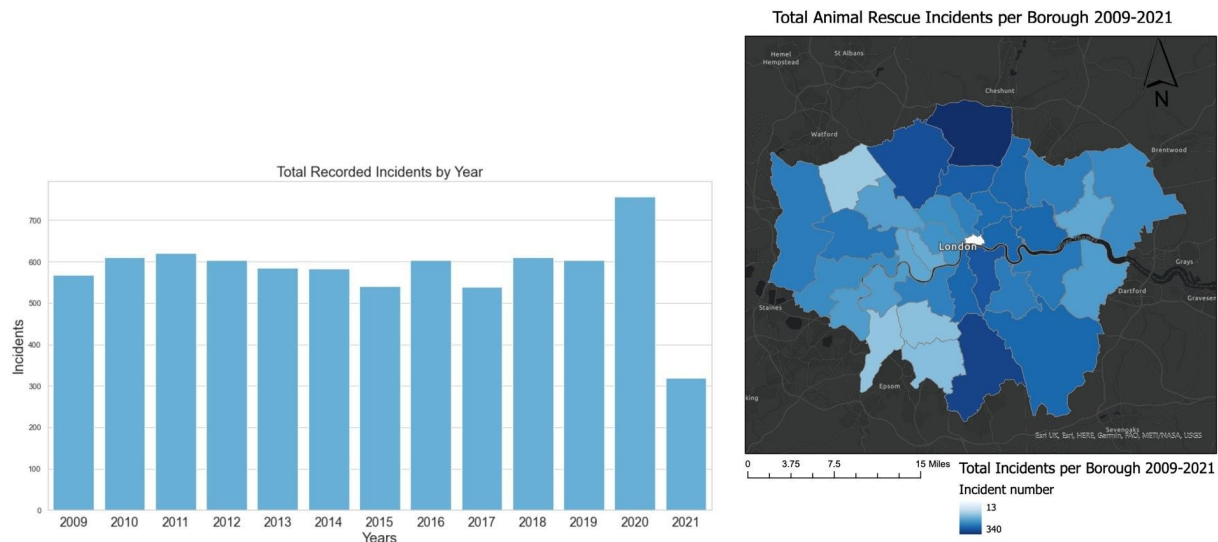 Total Recorded Incidents by Year
Incidents
700
600
500
400
300
200
100
0
2009 2010 2011 2012 2013 2014 2015 2016 2017 2018 2019 2020 2021
Years
Total Animal Rescue Incidents per Borough 2009-2021
Hemel
Hempstead
St Albans
Cheshunt
N
Watford
Brentwood
London
Grays
Dartford
Gravesen
Staines
Epsom
king
Sevenoaks
Esri UK, Esri, HERE, Garmin, FAO, METI/NASA, USGS
0 3.75 7.5 15 Miles
Total Incidents per Borough 2009-2021
Incident number
13
340